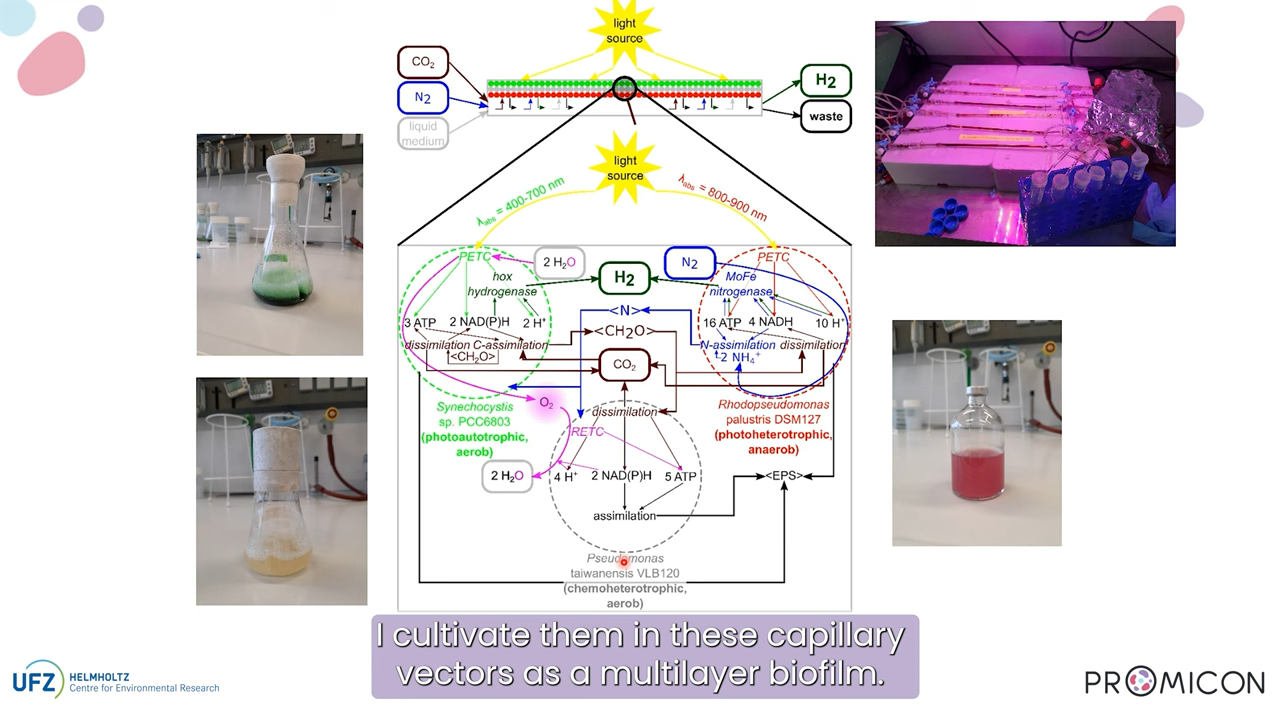 light
source
CO₂
N₂
liquid
medium
H₂
waste
light
source
λabs = 400-700 nm
λabs = 800-900 nm
PETC
2 H₂O
N₂
PETC
hox
hydrogenase
H₂
MoFe
nitrogenase
<N>
3 ATP
2 NAD(P)H
2 H⁺
<CH₂O>
16 ATP
4 NADH
10 H⁺
dissimilation
C-assimilation
<CH₂O>
N-assimilation
dissimilation
2 NH₄⁺
CO₂
O₂
Synechocystis
sp. PCC6803
(photoautotrophic,
aerob)
dissimilation
Rhodopseudomonas
palustris DSM127
(photoheterotrophic,
anaerob)
RETC
2 H₂O
4 H⁺
2 NAD(P)H
5 ATP
<EPS>
assimilation
Pseudomonas
taiwanensis VLB120
(chemoheterotrophic,
aerob)
I cultivate them in these capillary
vectors as a multilayer biofilm.
UFZ HELMHOLTZ
Centre for Environmental Research
PROMICON